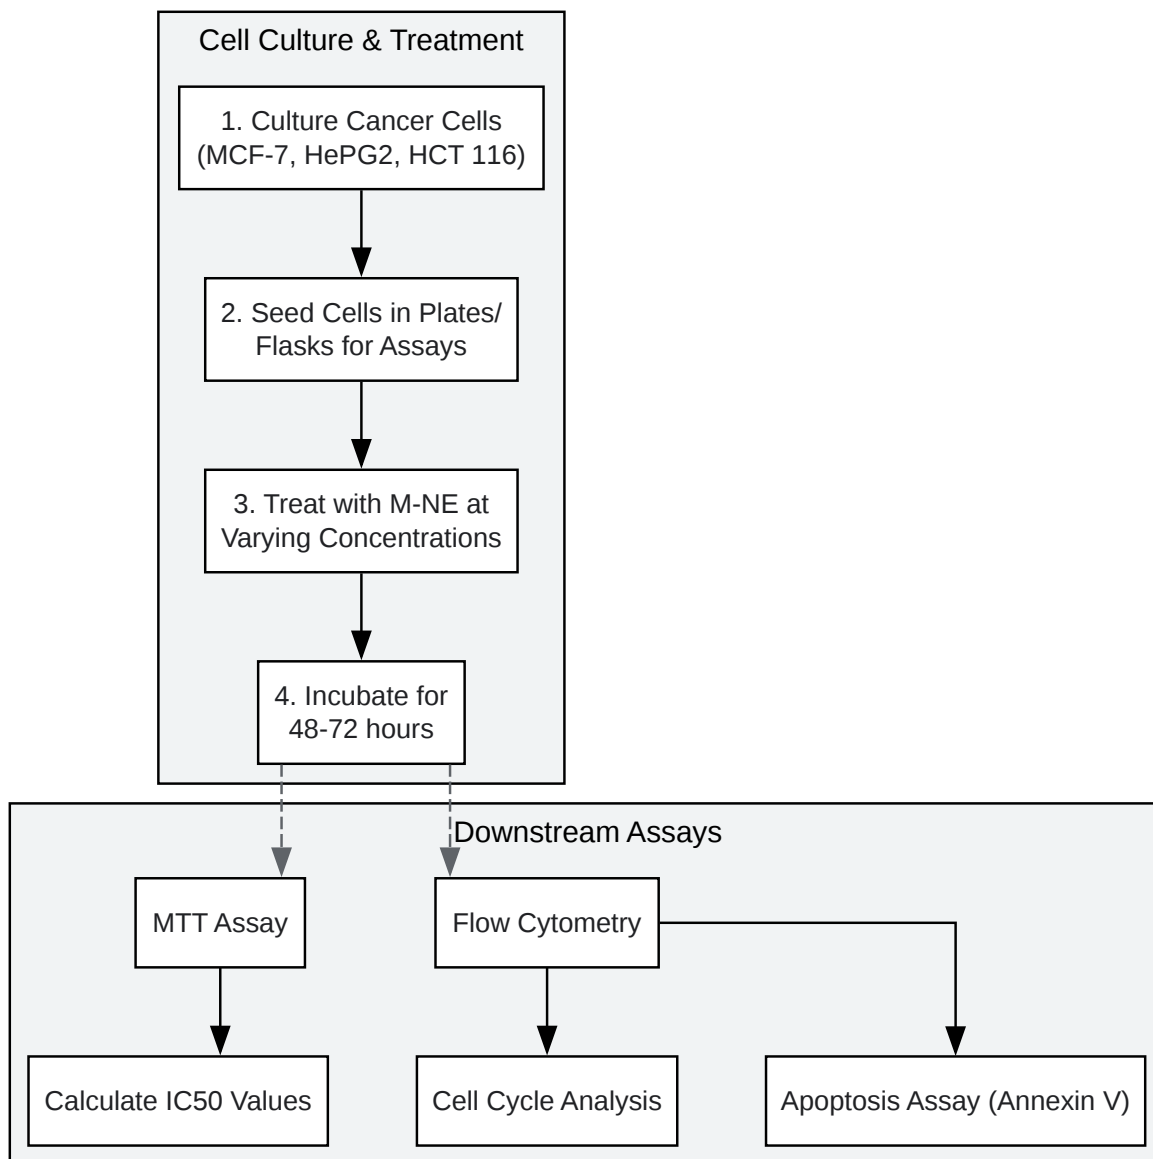 Cell Culture & Treatment
1. Culture Cancer Cells
(MCF-7, HePG2, HCT 116)
2. Seed Cells in Plates/
Flasks for Assays
3. Treat with M-NE at
Varying Concentrations
4. Incubate for
48-72 hours
Downstream Assays
MTT Assay
Flow Cytometry
Calculate IC50 Values
Cell Cycle Analysis
Apoptosis Assay (Annexin V)